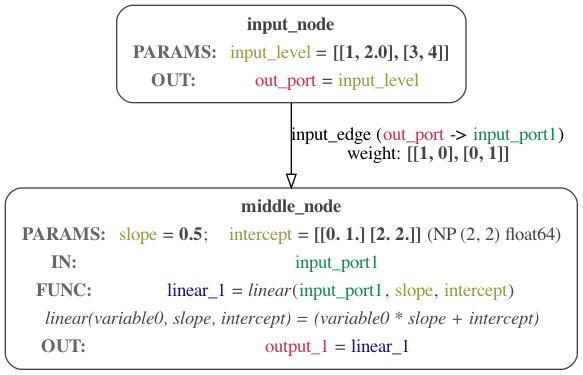 input_node
PARAMS: input_level = [[1, 2.0], [3, 4]]
OUT: out_port = input_level
input_edge (out_port -> input_port1)
weight: [[1, 0], [0, 1]]
middle_node
PARAMS: slope = 0.5; intercept = [[0. 1.] [2. 2.]] (NP (2, 2) float64)
IN: input_port1
FUNC: linear_1 = linear(input_port1, slope, intercept)
linear(variable0, slope, intercept) = (variable0 * slope + intercept)
OUT: output_1 = linear_1